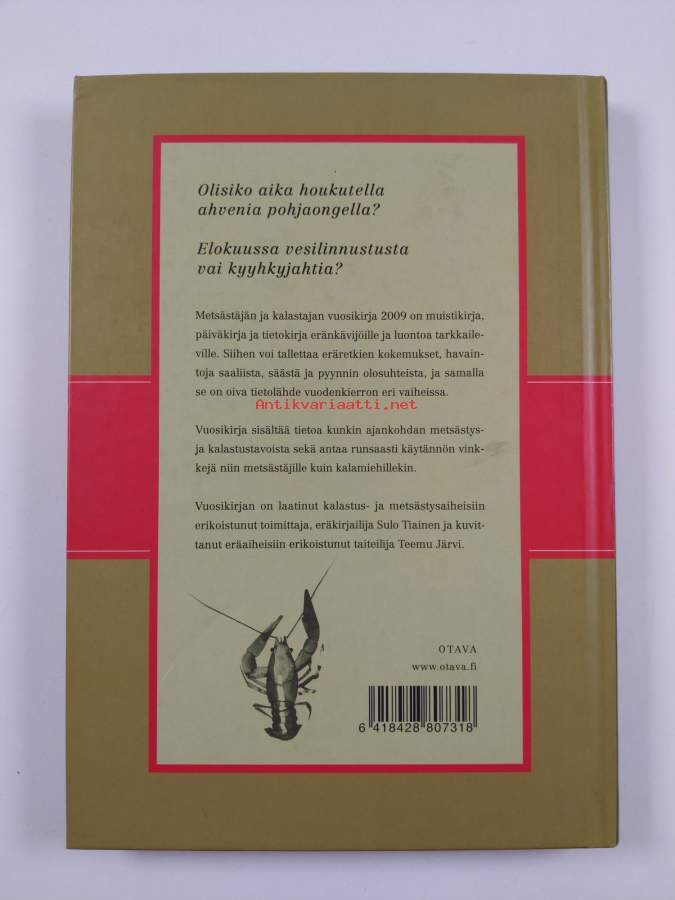 Olisiko aika houkutella
ahvenia pohjaongella?
Elokuussa vesilinnustusta
vai kyyhkyjahtia?
Metsästäjän ja kalastajan vuosikirja 2009 on muistikirja,
päiväkirja ja tietokirja eränkävijöille ja luontoa tarkkaile-
ville. Siihen voi tallettaa eräretkien kokemukset, havain-
toja saaliista, säästä ja pyynnin olosuhteista, ja samalla
se on oiva tietolähde vuodenkierron eri vaiheissa.
Antikvariaatti.net
Vuosikirja sisältää tietoa kunkin ajankohdan metsästys-
ja kalastustavoista sekä antaa runsaasti käytännön vink-
kejä niin metsästäjille kuin kalamiehillekin.
Vuosikirjan on laatinut kalastus- ja metsästysaiheisiin
erikoistunut toimittaja, eräkirjailija Sulo Tiainen ja kuvit-
tanut eräaiheisiin erikoistunut taiteilija Teemu Järvi.
OTAVA
www.otava.fi
6 418428 807318